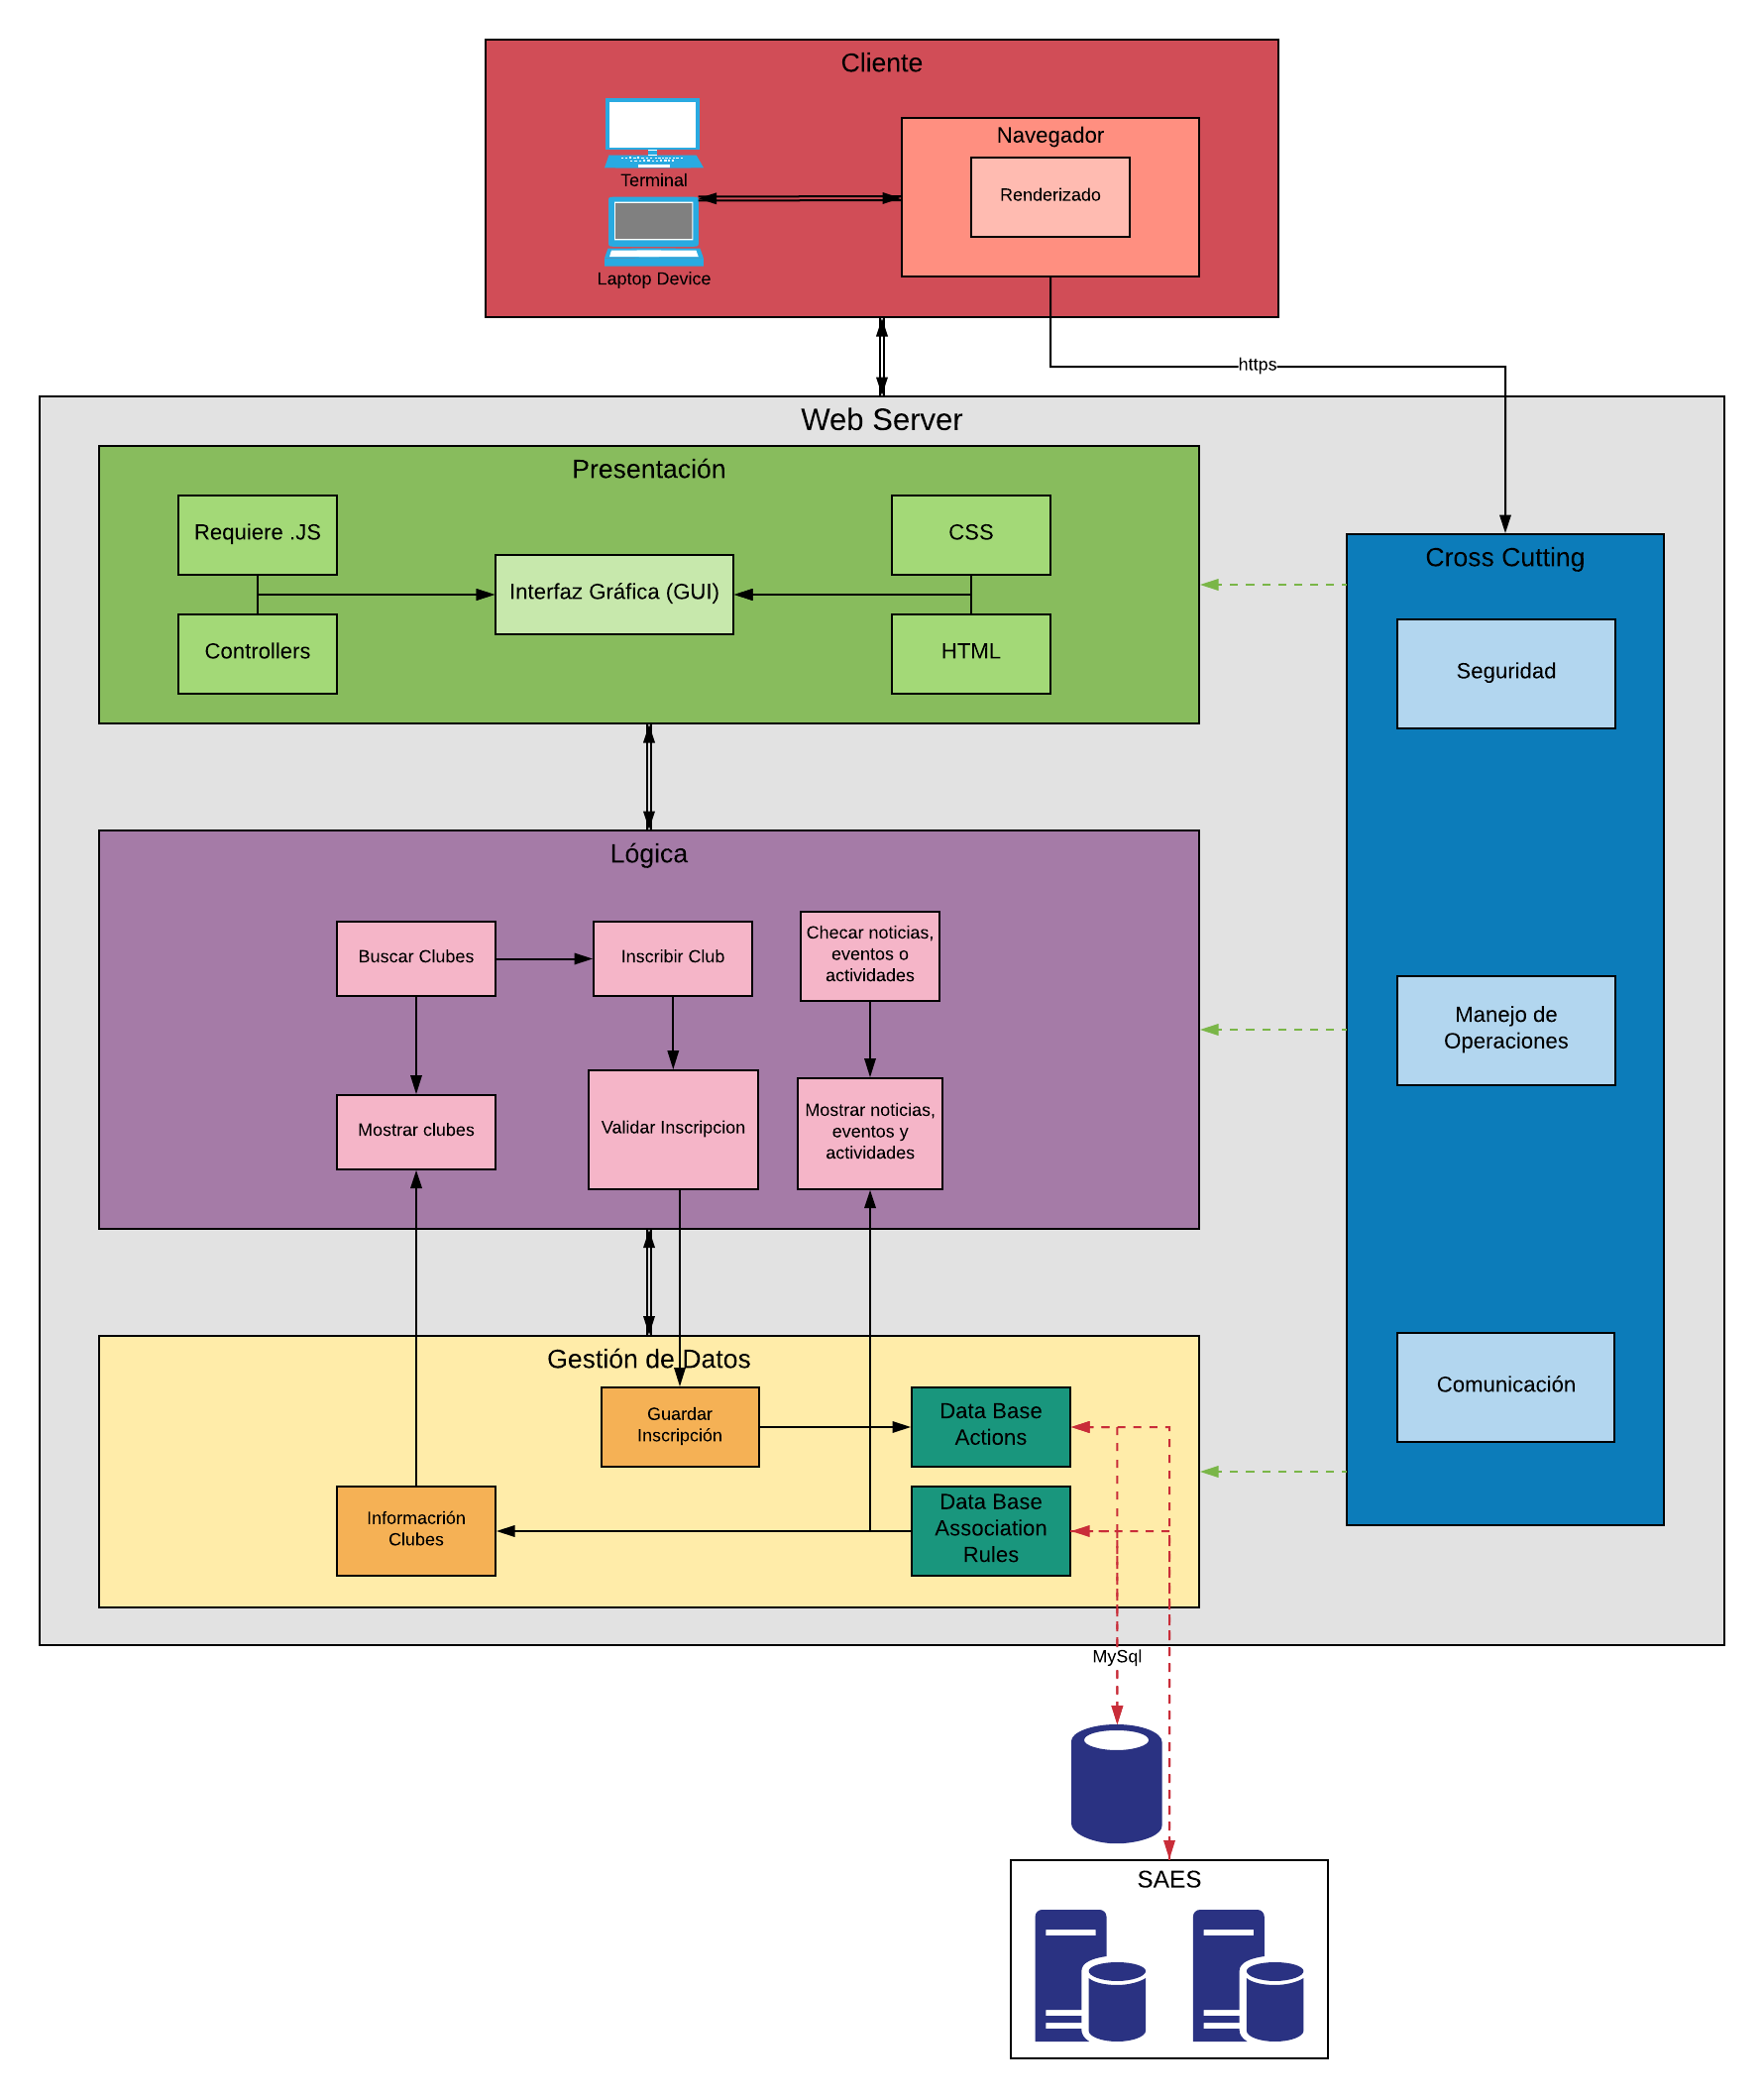 Cliente
Terminal
Laptop Device
Navegador
Renderizado
https
Web Server
Presentación
Requiere .JS
Controllers
Interfaz Gráfica (GUI)
CSS
HTML
Cross Cutting
Seguridad
Manejo de
Operaciones
Comunicación
Lógica
Buscar Clubes
Inscribir Club
Checar noticias,
eventos o
actividades
Mostrar clubes
Validar Inscripcion
Mostrar noticias,
eventos y
actividades
Gestión de Datos
Guardar
Inscripción
Data Base
Actions
Información
Clubes
Data Base
Association
Rules
MySql
SAES